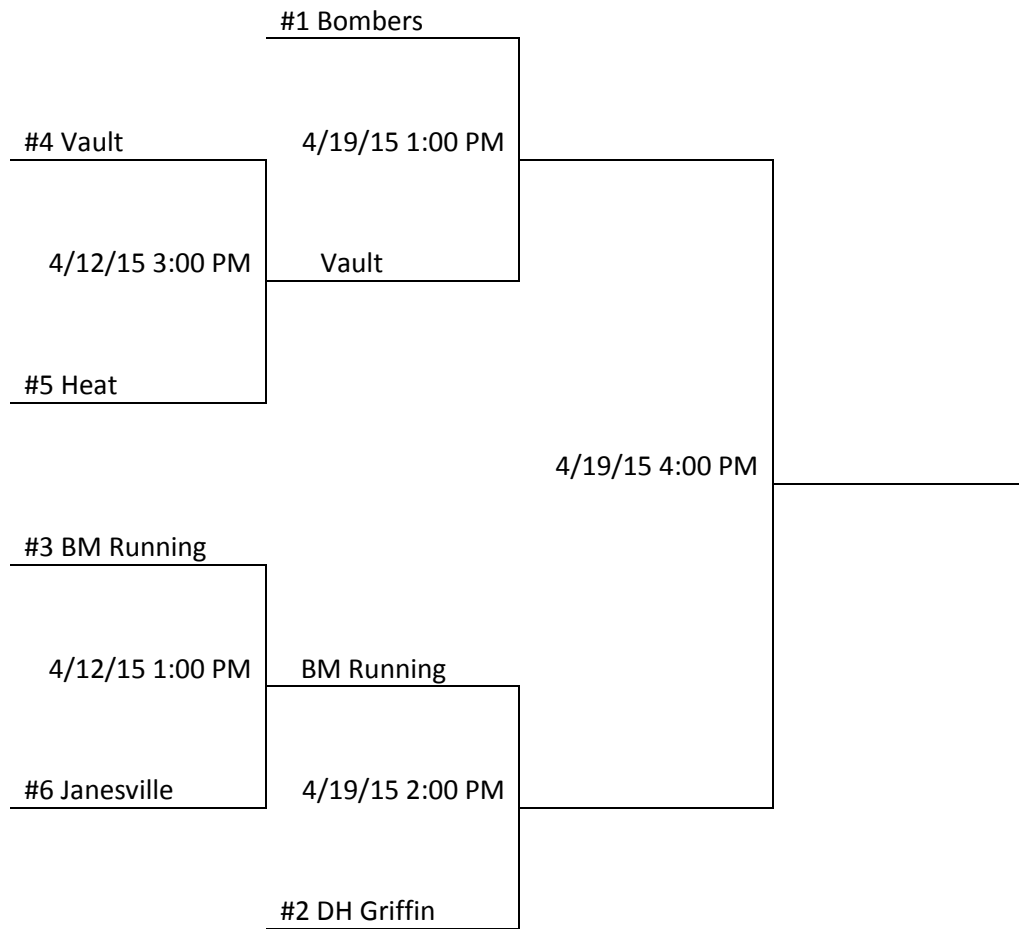 #1 Bombers
#4 Vault
4/19/15 1:00 PM
4/12/15 3:00 PM
Vault
#5 Heat
4/19/15 4:00 PM
#3 BM Running
4/12/15 1:00 PM
BM Running
#6 Janesville
4/19/15 2:00 PM
#2 DH Griffin